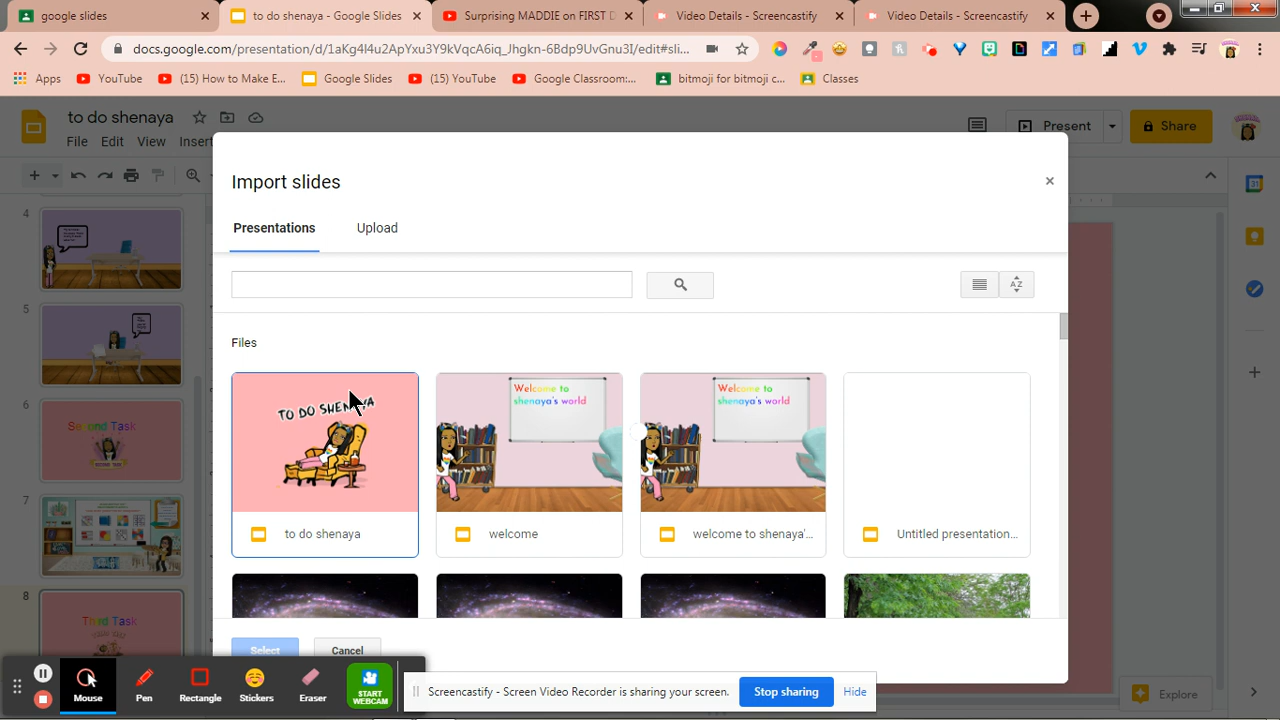 google slides
to do shenaya - Google Slides
Surprising MADDIE on FIRST D
Video Details - Screencastify
Video Details - Screencastify
docs.google.com/presentation/d/1aKg4l4u2ApYxu3Y9kVqcA6iq_Jhphn-6Bdp9UvGnu3I/edit#sli...
Apps
YouTube
(15) How to Make E...
Google Slides
(15) YouTube
Google Classroom:...
bitmoji for bitmoji c...
Classes
to do shenaya
File Edit View Insert
Present
Share
Import slides
Presentations
Upload
Files
TO DO SHENAYA
Welcome to
shenaya's world
Welcome to
shenaya's world
to do shenaya
welcome
welcome to shenaya'...
Untitled presentation...
4
5
6
Second Task
7
8
Third Task
Select
Cancel
Mouse
Pen
Rectangle
Stickers
Eraser
START
WEBCAM
Screencastify - Screen Video Recorder is sharing your screen.
Stop sharing
Hide
Explore